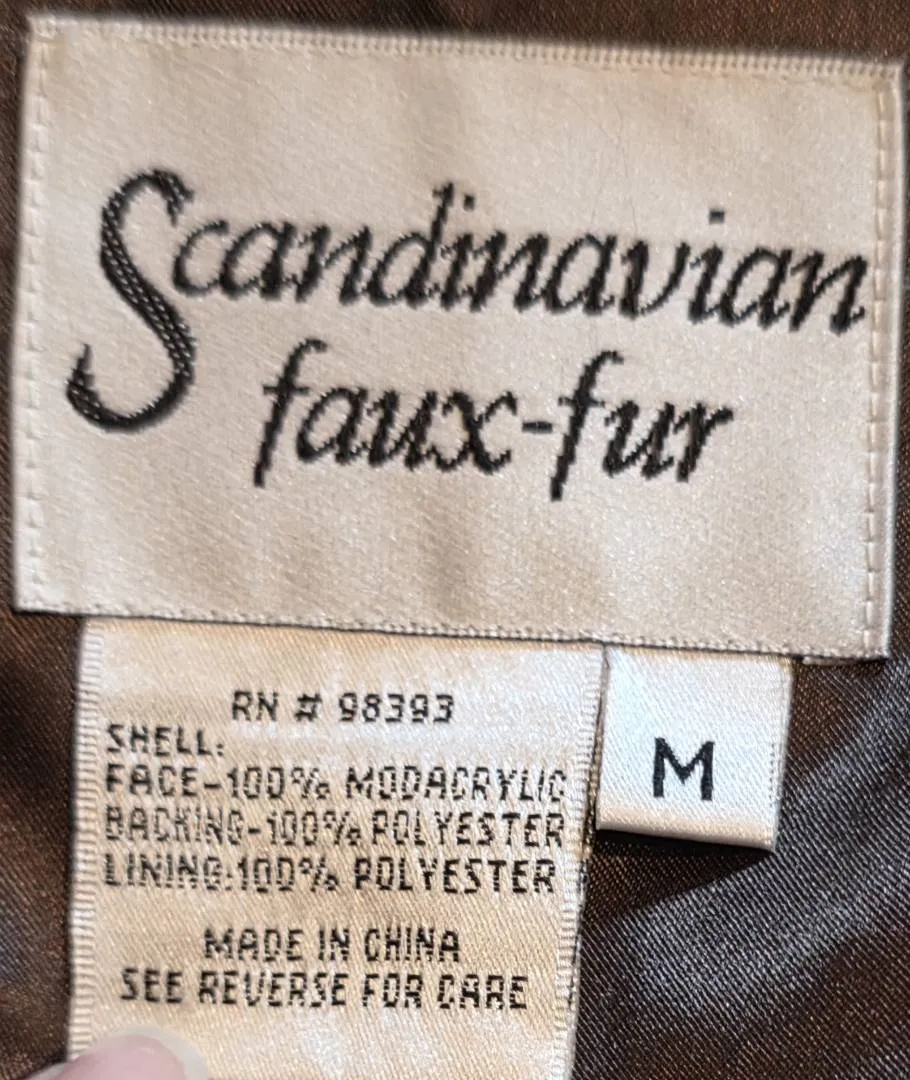 Scandinavian
faux-fur
RN # 98393
SHELL:
FACE-100% MODACRYLIC
BACKING-100% POLYESTER
LINING:100% POLYESTER
MADE IN CHINA
SEE REVERSE FOR CARE
M